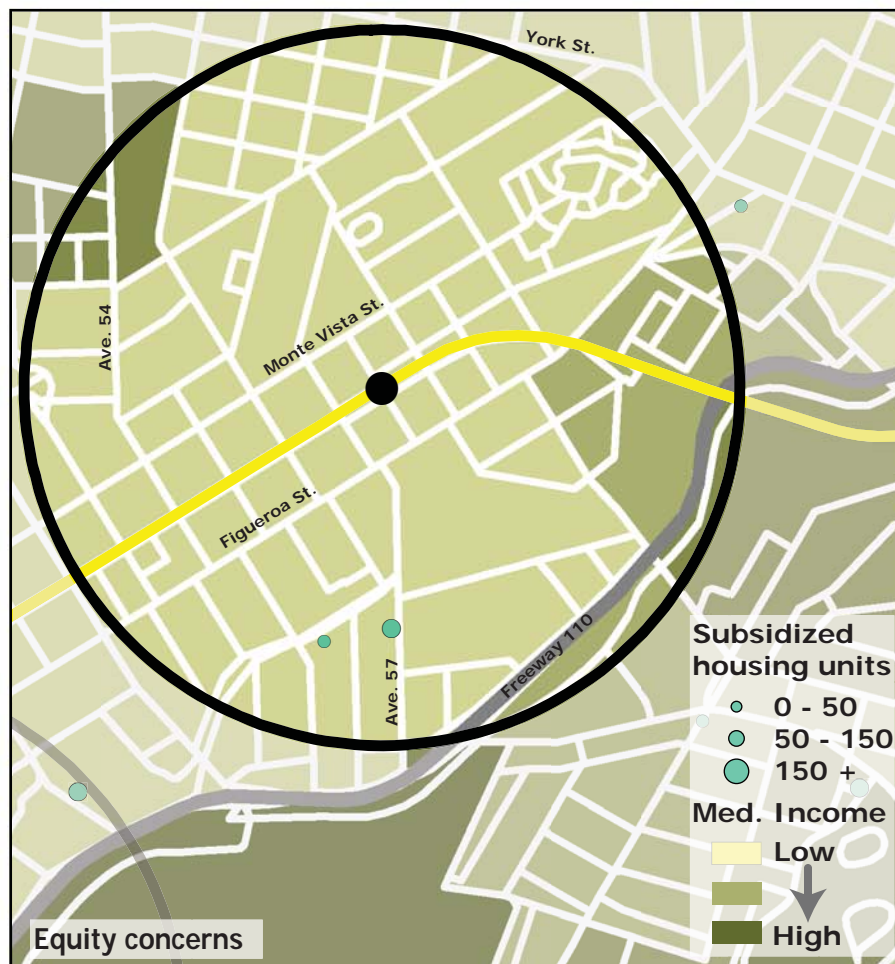 York St.
Ave. 54
Monte Vista St.
Figueroa St.
Freeway 110
Ave. 57
Subsidized
housing units
0 - 50
50 - 150
150 +
Med. Income
Low
High
Equity concerns